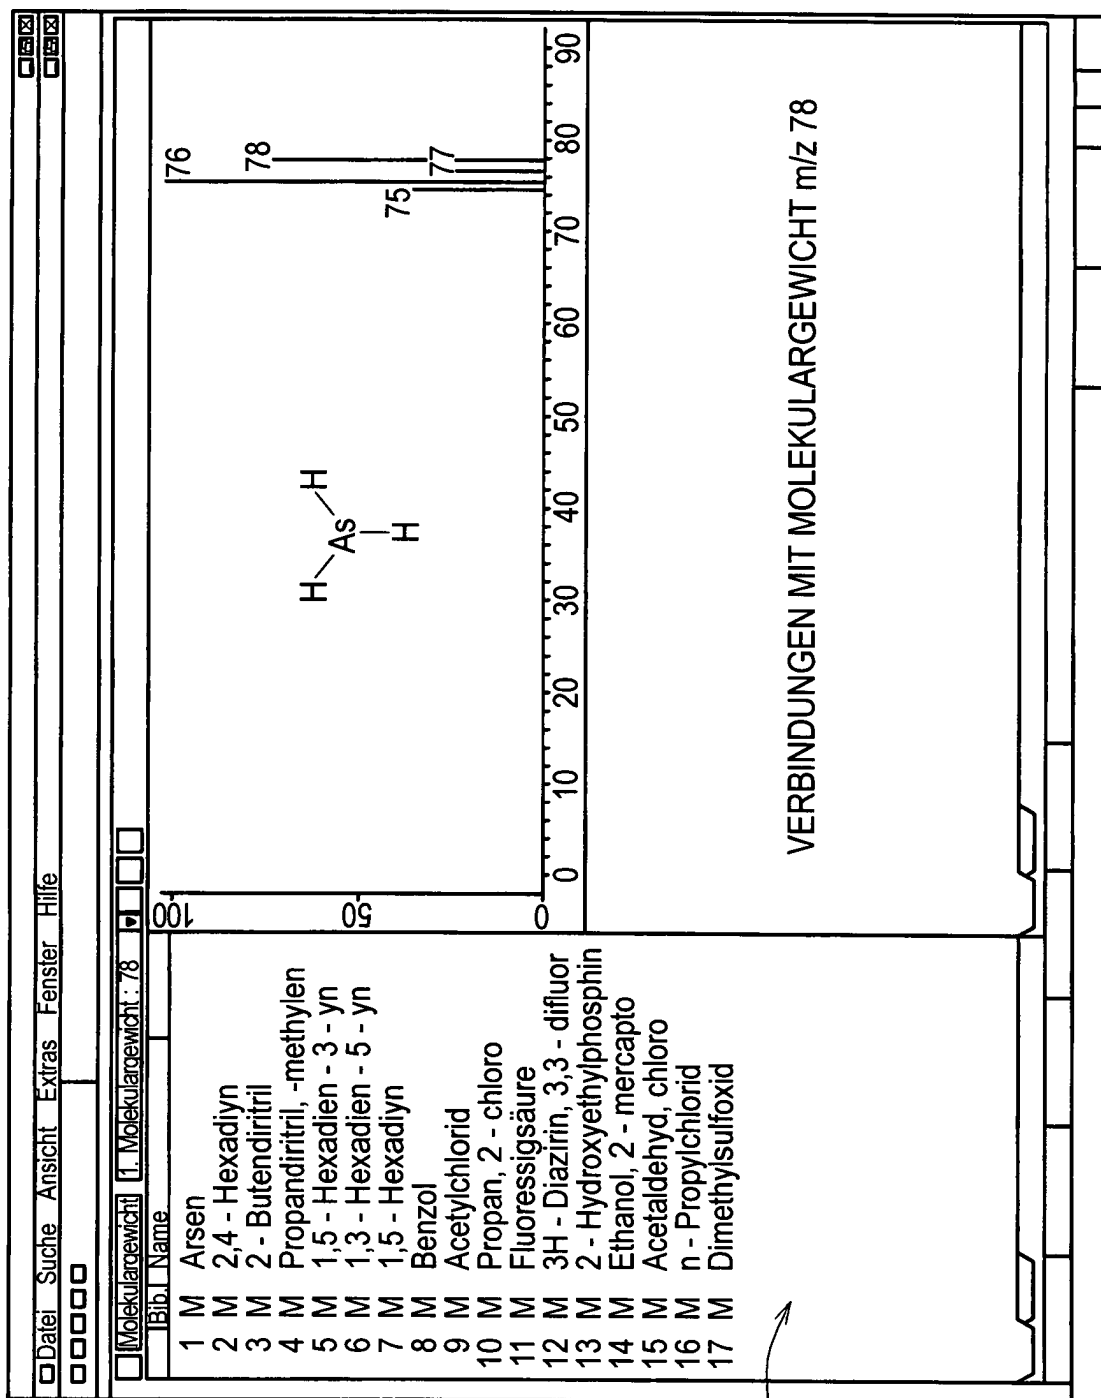 Datei Suche Ansicht Extras Fenster Hilfe
Molekulargewicht 1. Molekulargewicht : 78
Bib.I Name
1 M Arsen
2 M 2,4 - Hexadiyn
3 M 2 - Butendiritril
4 M Propandiritril, -methylen
5 M 1,5 - Hexadien - 3 - yn
6 M 1,3 - Hexadien - 5 - yn
7 M 1,5 - Hexadiyn
8 M Benzol
9 M Acetylchlorid
10 M Propan, 2 - chloro
11 M Fluoressigsäure
12 M 3H - Diazirin, 3,3 - difluor
13 M 2 - Hydroxyethylphosphin
14 M Ethanol, 2 - mercapto
15 M Acetaldehyd, chloro
16 M n - Propylchlorid
17 M Dimethylsulfoxid
100
50
0
H As H
H
75 76 77 78
0 10 20 30 40 50 60 70 80 90
VERBINDUNGEN MIT MOLEKULARGEWICHT m/z 78